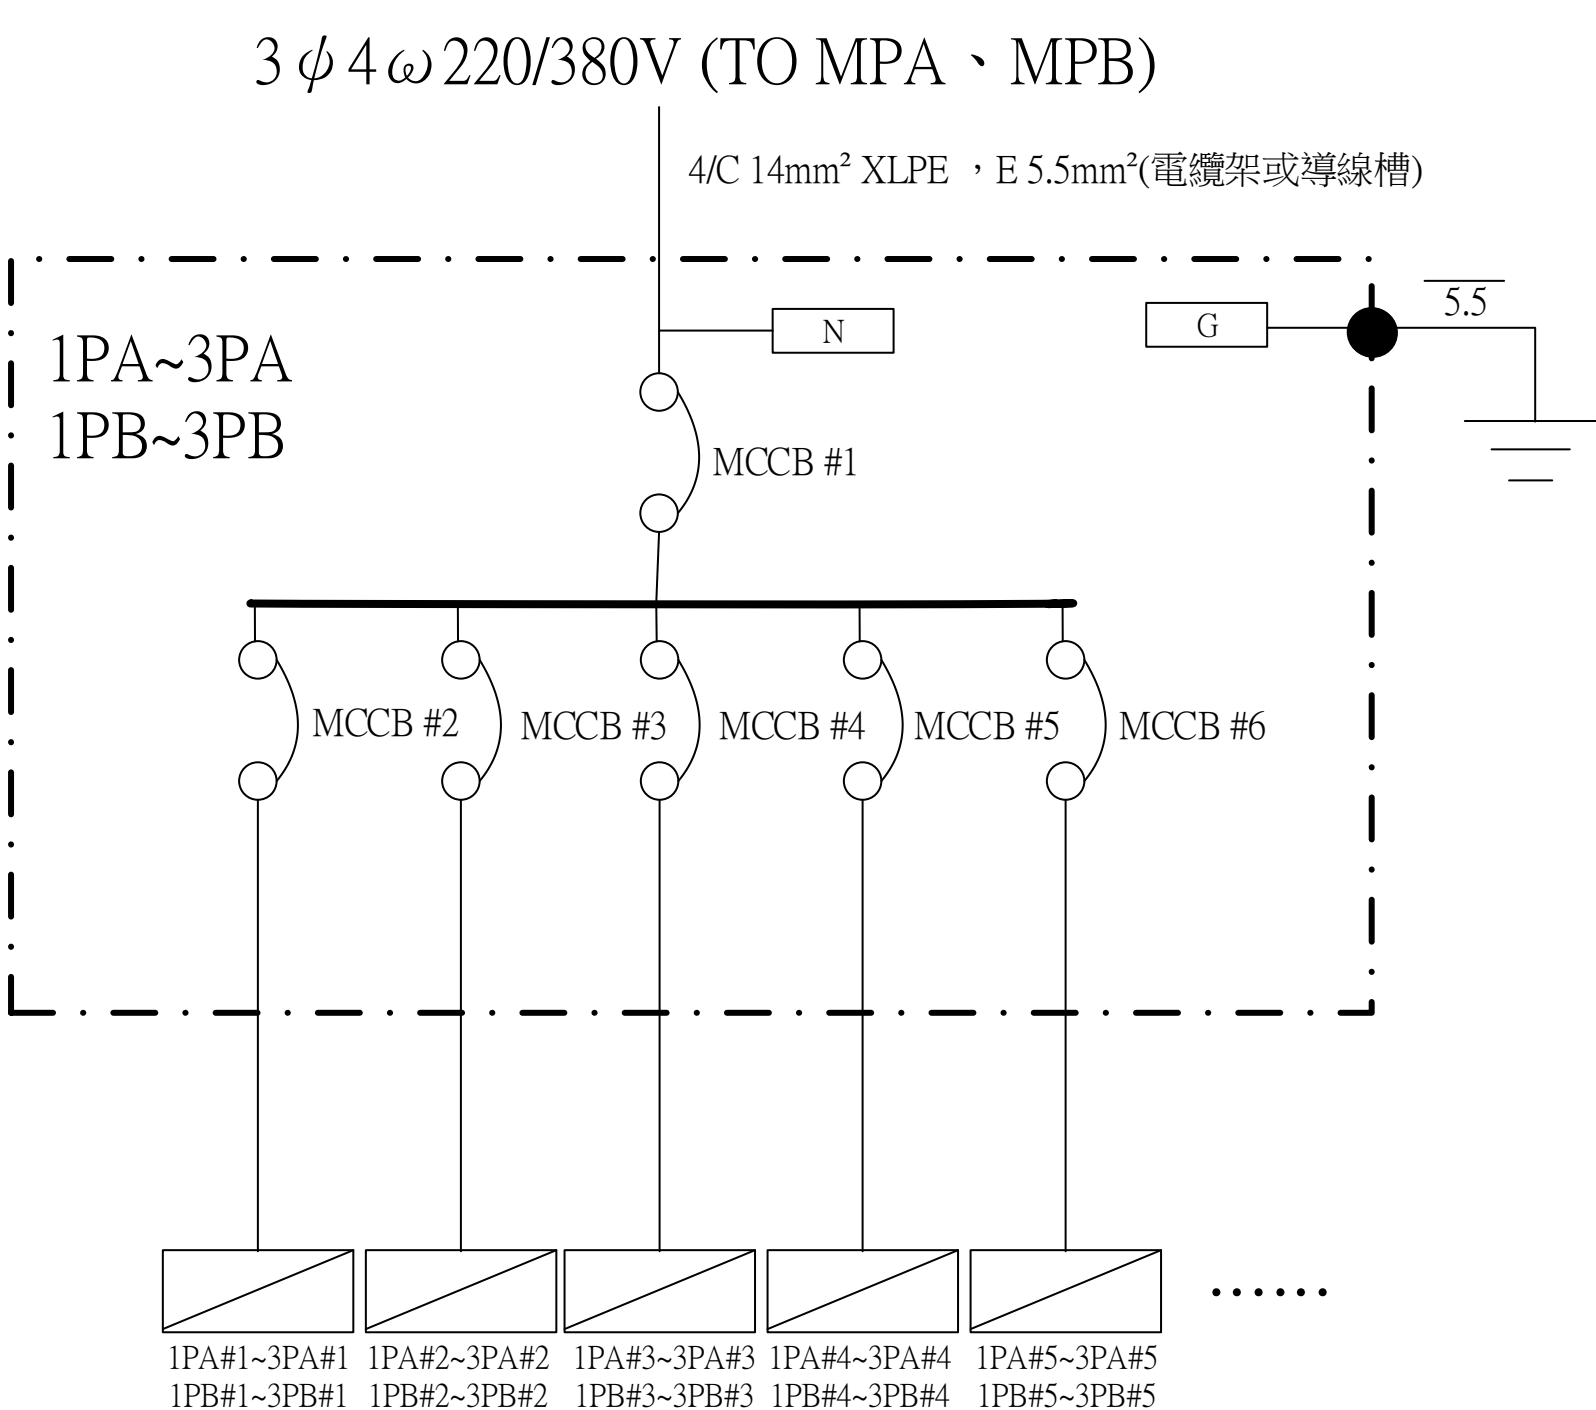 3ψ4ω220/380V (TO MPA、MPB)
4/C 14mm² XLPE ，E 5.5mm²(電纜架或導線槽)
5.5
N
G
1PA~3PA
1PB~3PB
MCCB #1
MCCB #2
MCCB #3
MCCB #4
MCCB #5
MCCB #6
......
1PA#1~3PA#1
1PB#1~3PB#1
1PA#2~3PA#2
1PB#2~3PB#2
1PA#3~3PA#3
1PB#3~3PB#3
1PA#4~3PA#4
1PB#4~3PB#4
1PA#5~3PA#5
1PB#5~3PB#5